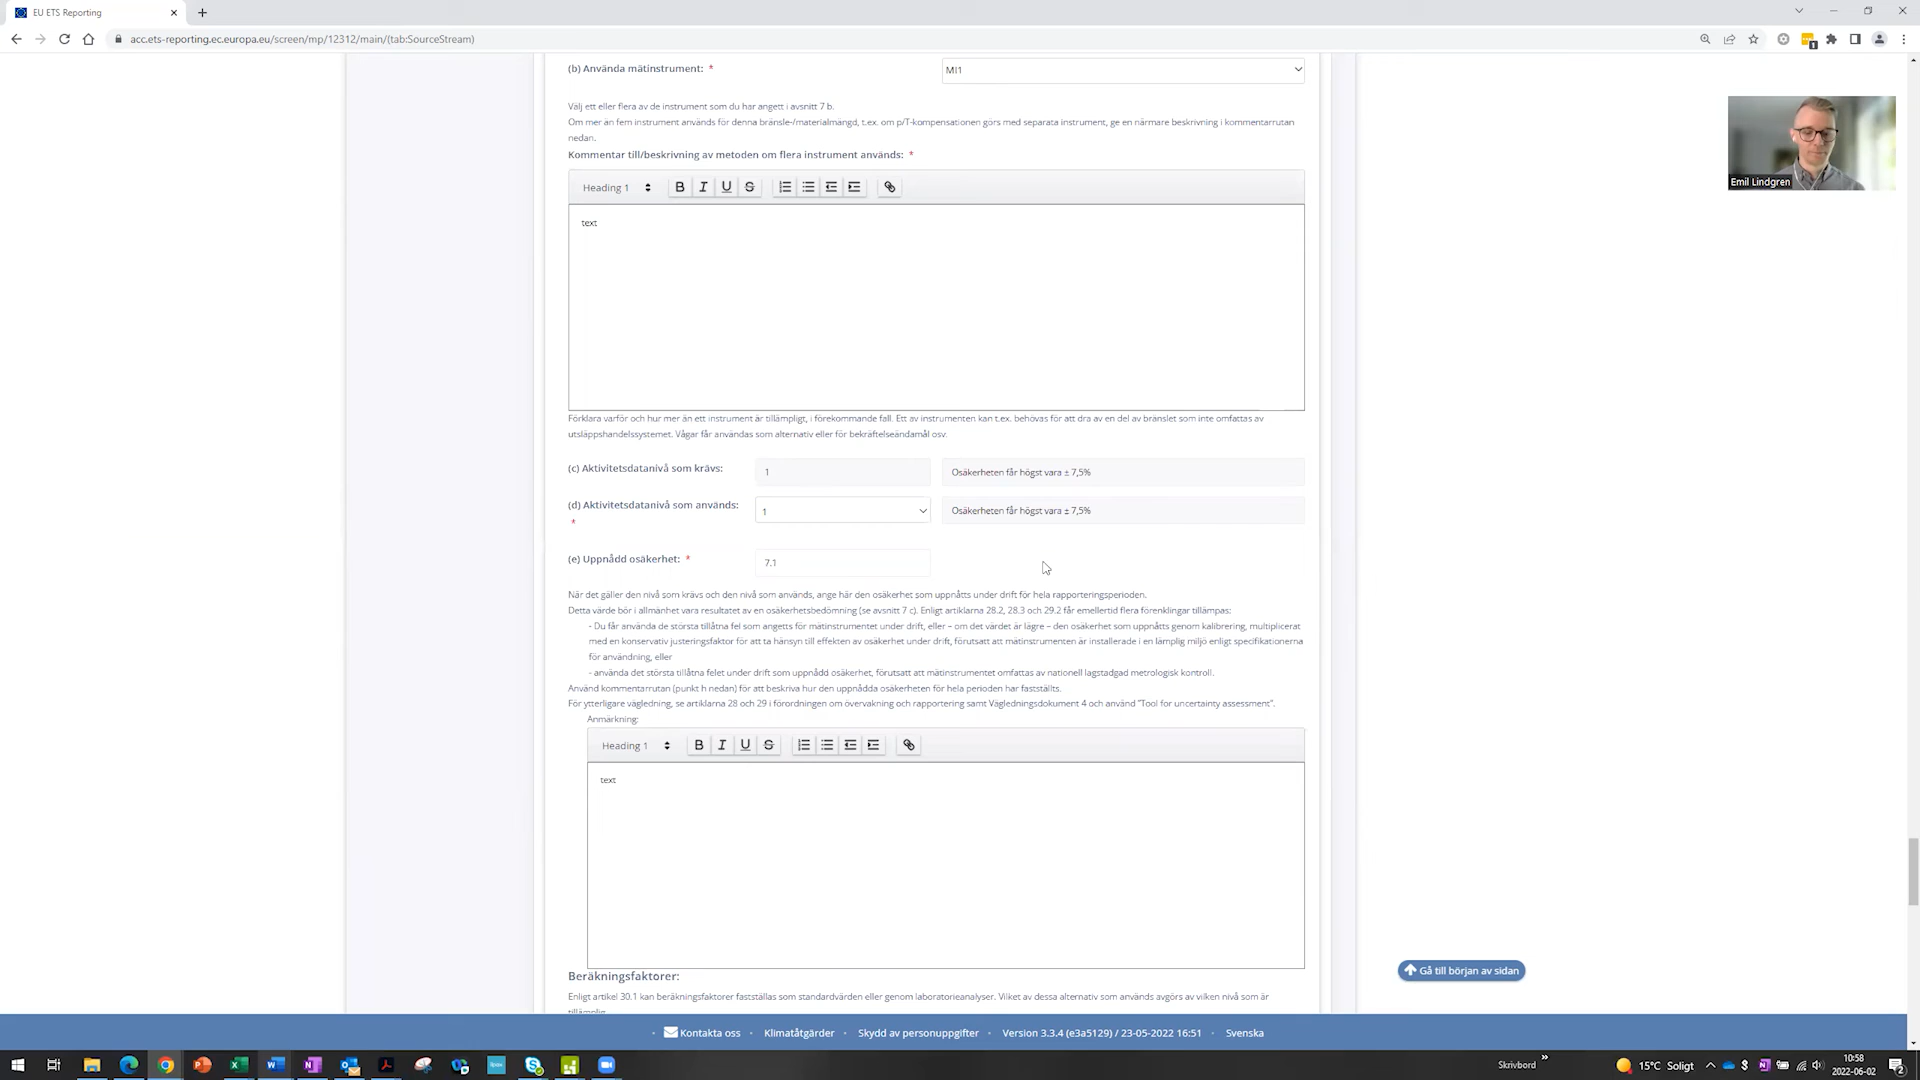 EU ETS Reporting
acc.ets-reporting.ec.europa.eu/screen/mp/12312/main/(tab:SourceStream)
(b) Använda mätinstrument: *
MI1
Välj ett eller flera av de instrument som du har angett i avsnitt 7 b.
Om mer än fem instrument används för denna bränsle-/materialmängd, t.ex. om p/T-kompensationen görs med separata instrument, ge en närmare beskrivning i kommentarrutan
nedan.
Kommentar till/beskrivning av metoden om flera instrument används: *
Heading 1 B I U S
text
Förklara varför och hur mer än ett instrument är tillämpligt, i förekommande fall. Ett av instrumenten kan t.ex. behövas för att dra av en del av bränslet som inte omfattas av
utsläppshandelssystemet. Vågar får användas som alternativ eller för bekräftelseändamål osv.
(c) Aktivitetsdatanivå som krävs:
1
Osäkerheten får högst vara ± 7,5%
(d) Aktivitetsdatanivå som används:
*
1
Osäkerheten får högst vara ± 7,5%
(e) Uppnådd osäkerhet: *
7.1
När det gäller den nivå som krävs och den nivå som används, ange här den osäkerhet som uppnåtts under drift för hela rapporteringsperioden.
Detta värde bör i allmänhet vara resultatet av en osäkerhetsbedömning (se avsnitt 7 c). Enligt artiklarna 28.2, 28.3 och 29.2 får emellertid flera förenklingar tillämpas:
- Du får använda de största tillåtna fel som angetts för mätinstrumentet under drift, eller – om det värdet är lägre – den osäkerhet som uppnåtts genom kalibrering, multiplicerat
med en konservativ justeringsfaktor för att ta hänsyn till effekten av osäkerhet under drift, förutsatt att mätinstrumenten är installerade i en lämplig miljö enligt specifikationerna
för användning, eller
- använda det största tillåtna felet under drift som uppnådd osäkerhet, förutsatt att mätinstrumentet omfattas av nationell lagstadgad metrologisk kontroll.
Använd kommentarrutan (punkt h nedan) för att beskriva hur den uppnådda osäkerheten för hela perioden har fastställts.
För ytterligare vägledning, se artiklarna 28 och 29 i förordningen om övervakning och rapportering samt Vägledningsdokument 4 och använd "Tool for uncertainty assessment".
Anmärkning:
Heading 1 B I U S
text
Beräkningsfaktorer:
Enligt artikel 30.1 kan beräkningsfaktorer fastställas som standardvärden eller genom laboratorieanalyser. Vilket av dessa alternativ som används avgörs av vilken nivå som är
tillämplig.
Gå till början av sidan
Emil Lindgren
Kontakta oss Klimatåtgärder Skydd av personuppgifter Version 3.3.4 (e3a5129) / 23-05-2022 16:51 Svenska
Skrivbord
15°C Soligt
10:58
2022-06-02